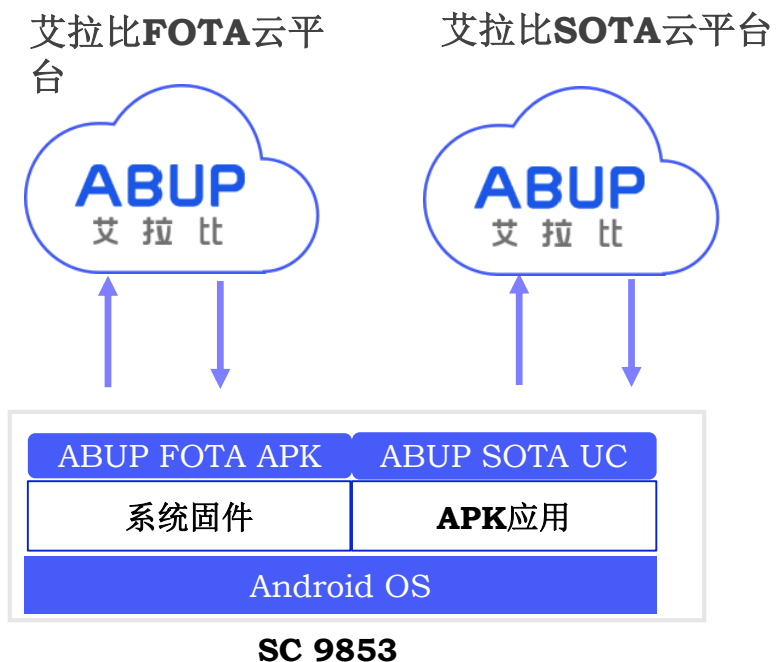 艾拉比FOTA云平
台
艾拉比SOTA云平台
ABUP
艾拉比
ABUP
艾拉比
ABUP FOTA APK
ABUP SOTA UC
系统固件
APK应用
Android OS
SC 9853